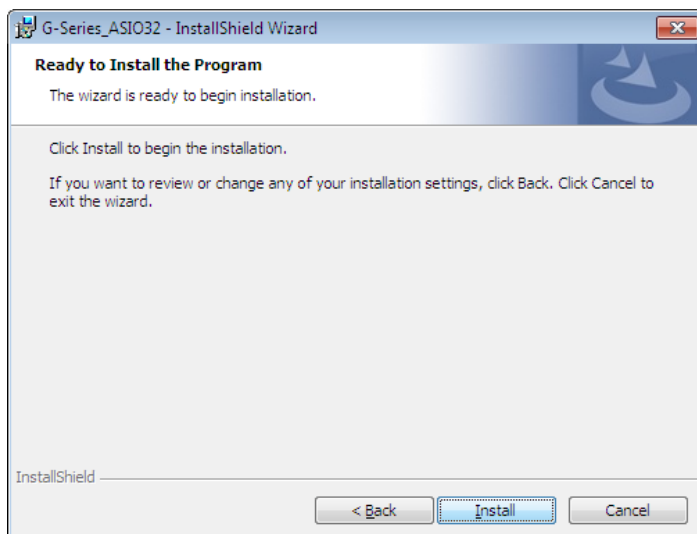 G-Series_ASIO32 - InstallShield Wizard
Ready to Install the Program
The wizard is ready to begin installation.
Click Install to begin the installation.
If you want to review or change any of your installation settings, click Back. Click Cancel to
exit the wizard.
InstallShield
< Back Install Cancel